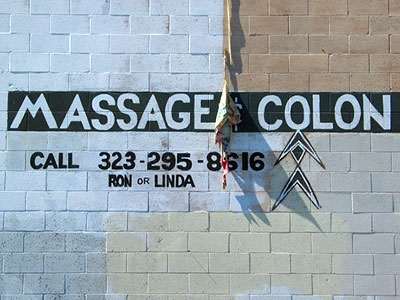 MASSAGE COLON
CALL 323-295-8616
RON OR LINDA